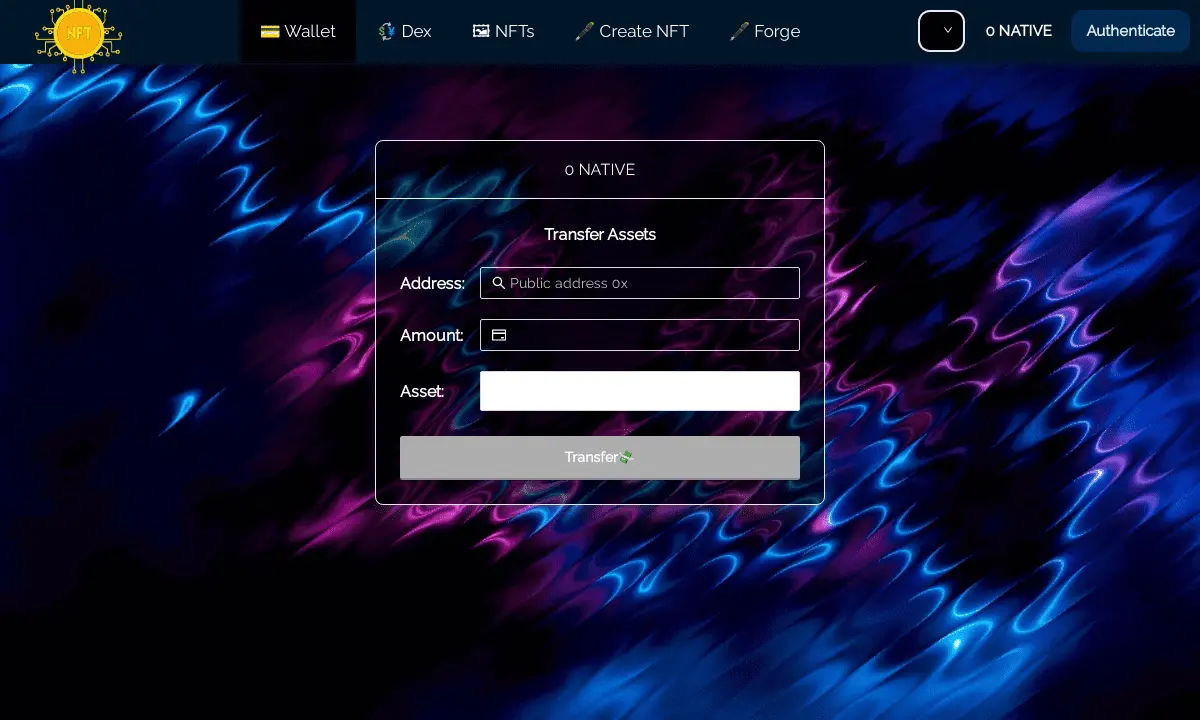 NFT
💳 Wallet
💱 Dex
🖼 NFTs
🖌 Create NFT
🖌 Forge
0 NATIVE
Authenticate
0 NATIVE
Transfer Assets
Address:
Public address 0x
Amount:
Asset:
Transfer💸